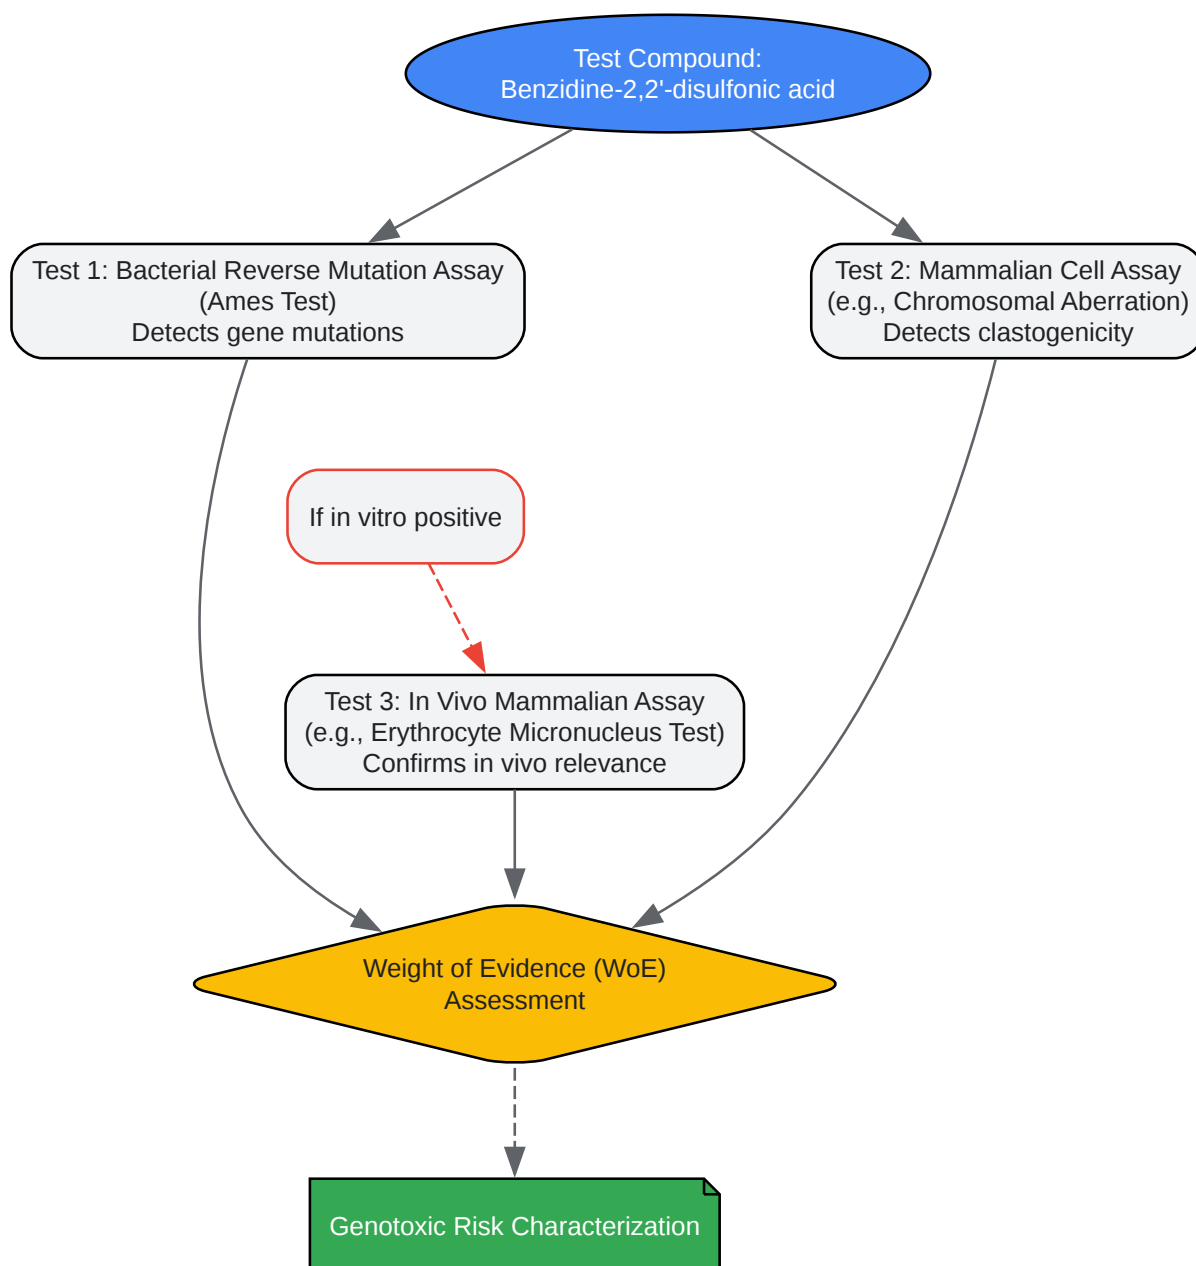 Test Compound:
Benzidine-2,2'-disulfonic acid
Test 1: Bacterial Reverse Mutation Assay
(Ames Test)
Detects gene mutations
Test 2: Mammalian Cell Assay
(e.g., Chromosomal Aberration)
Detects clastogenicity
If in vitro positive
Test 3: In Vivo Mammalian Assay
(e.g., Erythrocyte Micronucleus Test)
Confirms in vivo relevance
Weight of Evidence (WoE)
Assessment
Genotoxic Risk Characterization